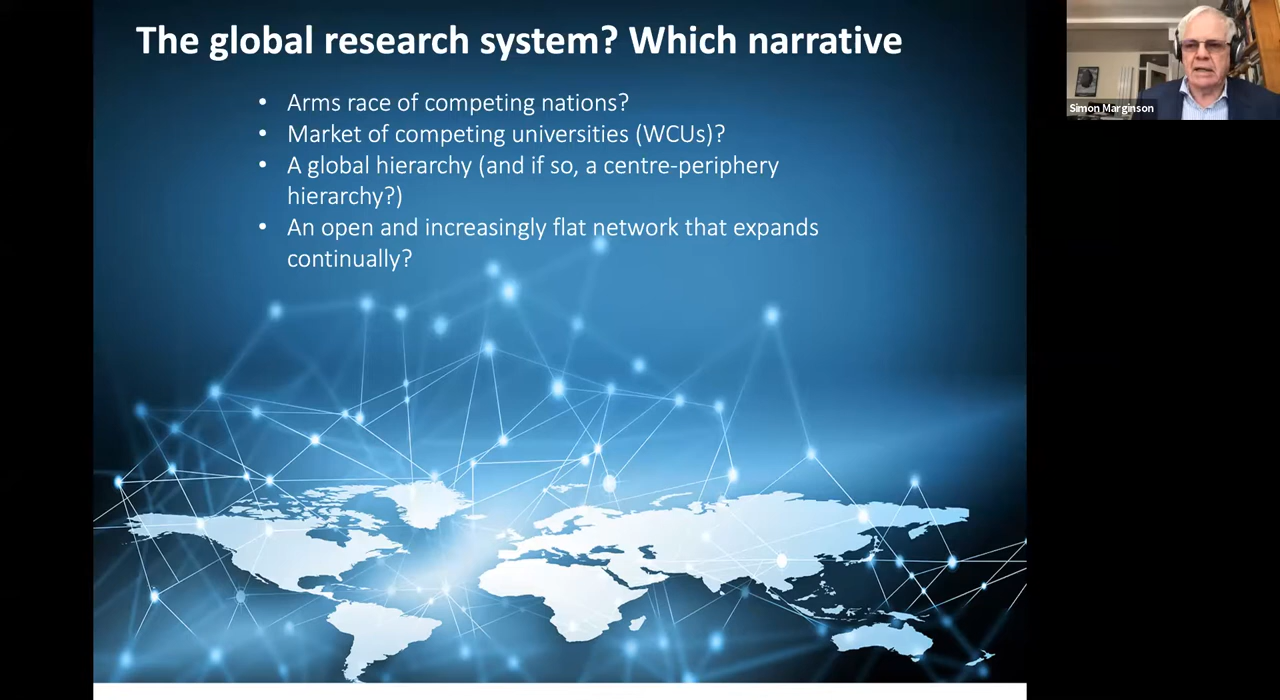 The global research system? Which narrative
• Arms race of competing nations?
• Market of competing universities (WCUs)?
• A global hierarchy (and if so, a centre-periphery
hierarchy?)
• An open and increasingly flat network that expands
continually?
Simon Marginson